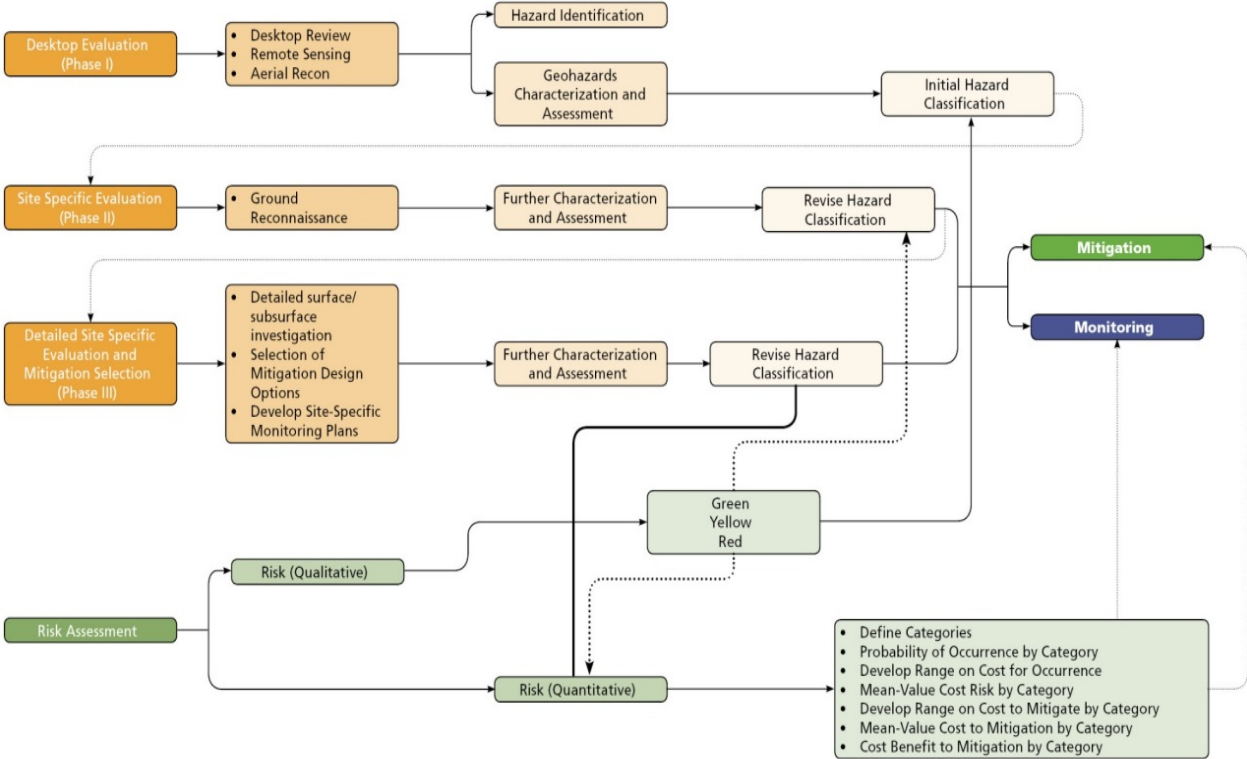 Hazard Identification
Desktop Evaluation
(Phase I)
• Desktop Review
• Remote Sensing
• Aerial Recon
Geohazards
Characterization and
Assessment
Initial Hazard
Classification
Site Specific Evaluation
(Phase II)
• Ground
Reconnaissance
Further Characterization
and Assessment
Revise Hazard
Classification
Mitigation
Monitoring
Detailed Site Specific
Evaluation and
Mitigation Selection
(Phase III)
• Detailed surface/
subsurface
investigation
• Selection of
Mitigation Design
Options
• Develop Site-Specific
Monitoring Plans
Further Characterization
and Assessment
Revise Hazard
Classification
Green
Yellow
Red
Risk (Qualitative)
Risk Assessment
Risk (Quantitative)
• Define Categories
• Probability of Occurrence by Category
• Develop Range on Cost for Occurrence
• Mean-Value Cost Risk by Category
• Develop Range on Cost to Mitigate by Category
• Mean-Value Cost to Mitigation by Category
• Cost Benefit to Mitigation by Category